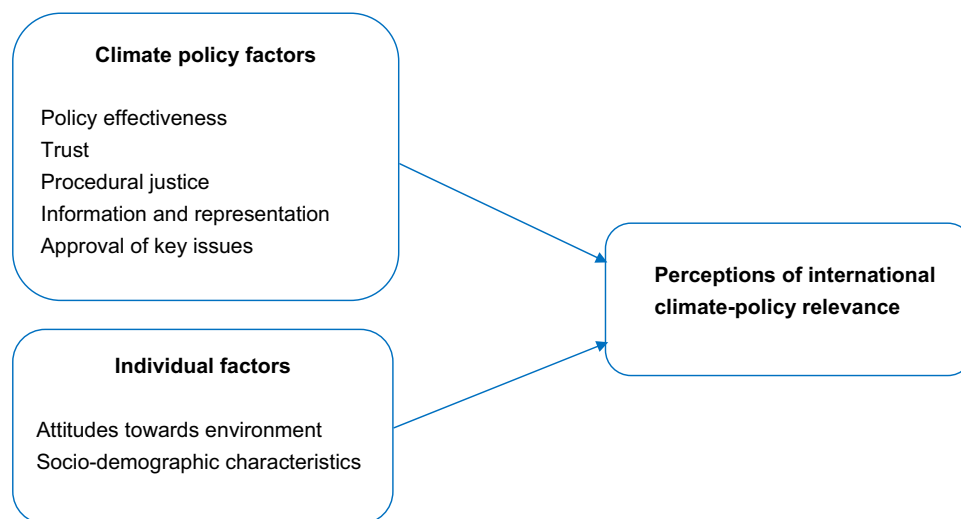 Climate policy factors
Policy effectiveness
Trust
Procedural justice
Information and representation
Approval of key issues
Perceptions of international
climate-policy relevance
Individual factors
Attitudes towards environment
Socio-demographic characteristics